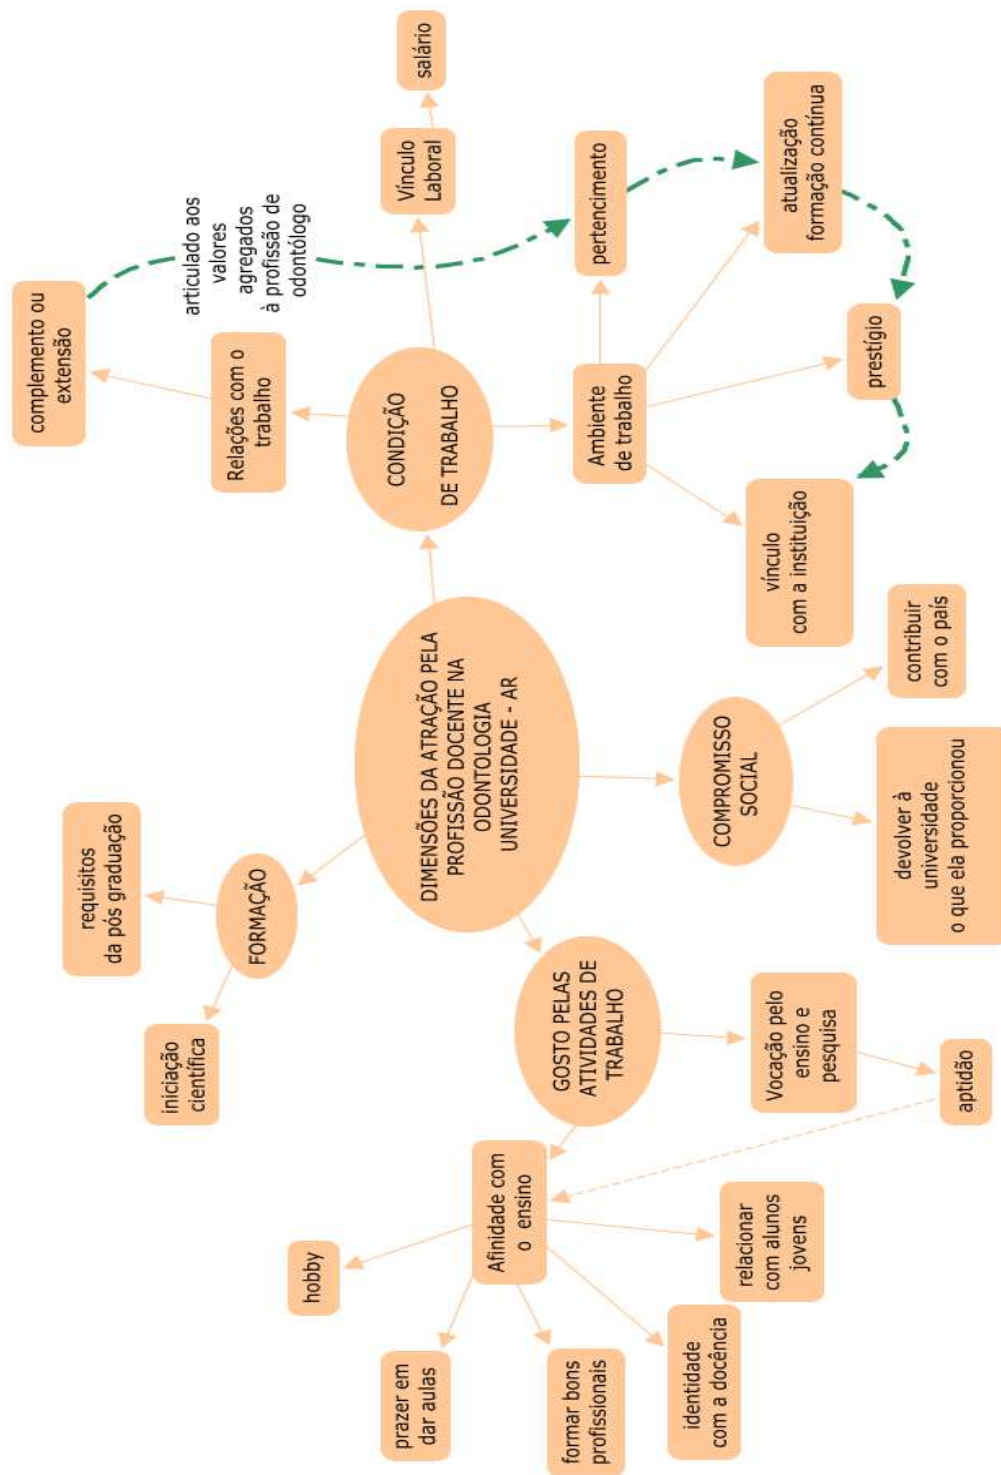 hobby
prazer em
dar aulas
formar bons
profissionais
identidade
com a docência
relacionar
com alunos
jovens
Afinidade com
o ensino
iniciação
científica
requisitos
da pós graduação
FORMAÇÃO
GOSTO PELAS
ATIVIDADES DE
TRABALHO
Vocação pelo
ensino e
pesquisa
aptidão
DIMENSÕES DA ATRAÇÃO PELA
PROFISSÃO DOCENTE NA
ODONTOLOGIA
UNIVERSIDADE - AR
COMPROMISSO
SOCIAL
devolver à
universidade
o que ela proporcionou
contribuir
com o país
complemento ou
extensão
Relações com o
trabalho
CONDIÇÃO
DE TRABALHO
articulado aos
valores
agregados
à profissão de
odontólogo
Vínculo
Laboral
salário
Ambiente
de trabalho
vínculo
com a instituição
prestígio
pertencimento
atualização
formação contínua